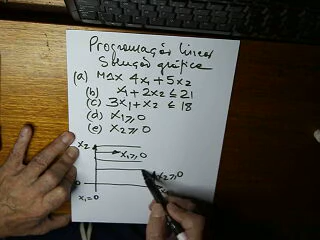 Programação linear
Solução gráfica
(a) Max 4x₁ + 5x₂
(b) x₁ + 2x₂ ≤ 21
(c) 3x₁ + x₂ ≤ 18
(d) x₁ ≥ 0
(e) x₂ ≥ 0
x₂
x₁ ≥ 0
x₂ ≥ 0
0
x₁ = 0